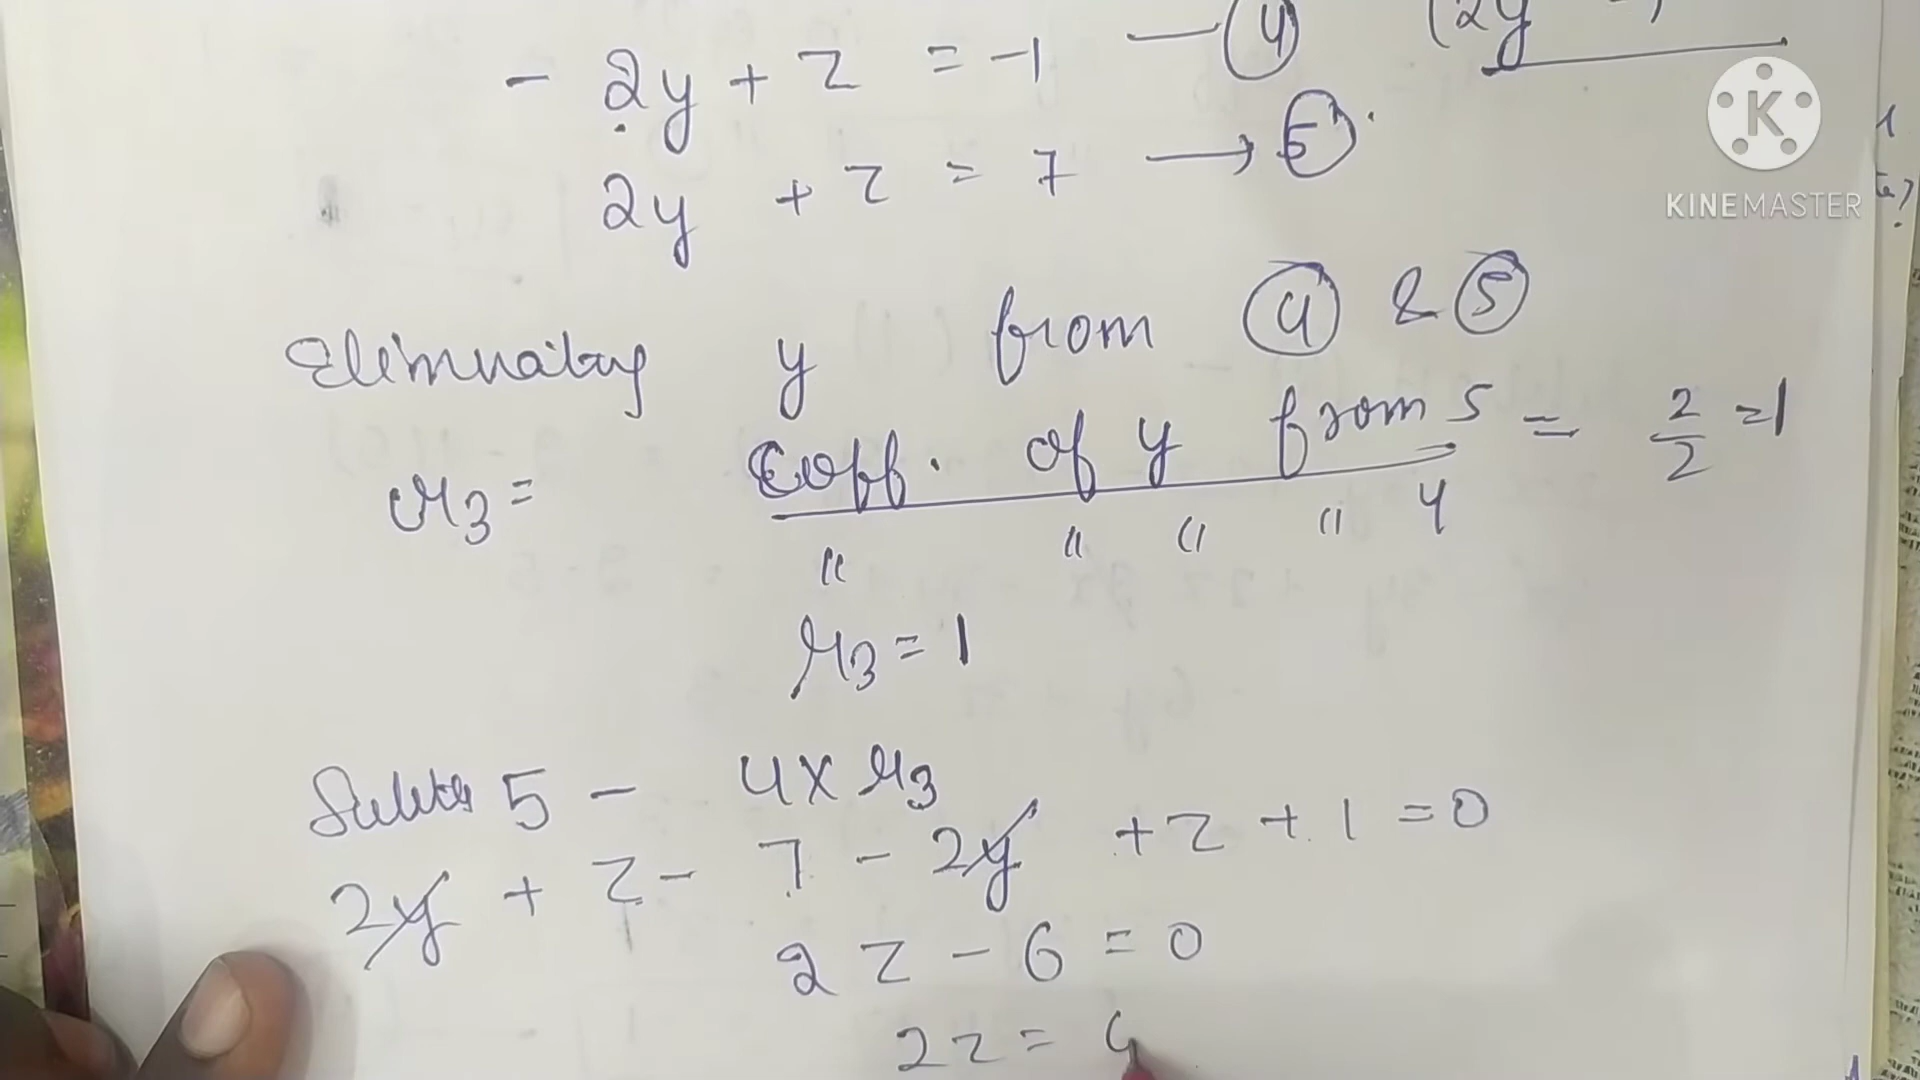 (2y
- 2y + z = -1 — 4
2y + z = 7 → 5
K
KINEMASTER
Eliminating y from 4 & 5
r3 = Coff. of y from 5 = 2/2 = 1
" " " " 4
r3 = 1
5 - 4 x r3
2y + z - 7 - 2y + z + 1 = 0
2z - 6 = 0
2z = 6